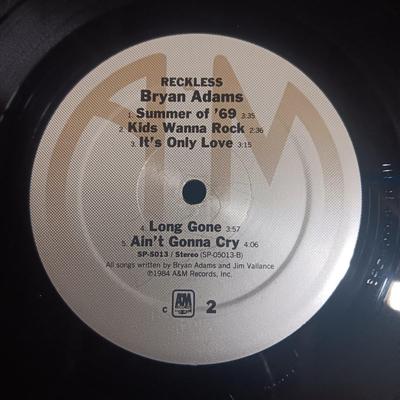 RECKLESS
Bryan Adams
1. Summer of '69 3:35
2. Kids Wanna Rock 2:36
3. It's Only Love 3:15
4. Long Gone 3:57
5. Ain't Gonna Cry 4:06
SP-5013 / Stereo (SP-05013-B)
All songs written by Bryan Adams and Jim Vallance
℗1984 A&M Records, Inc.
A&M
C 2